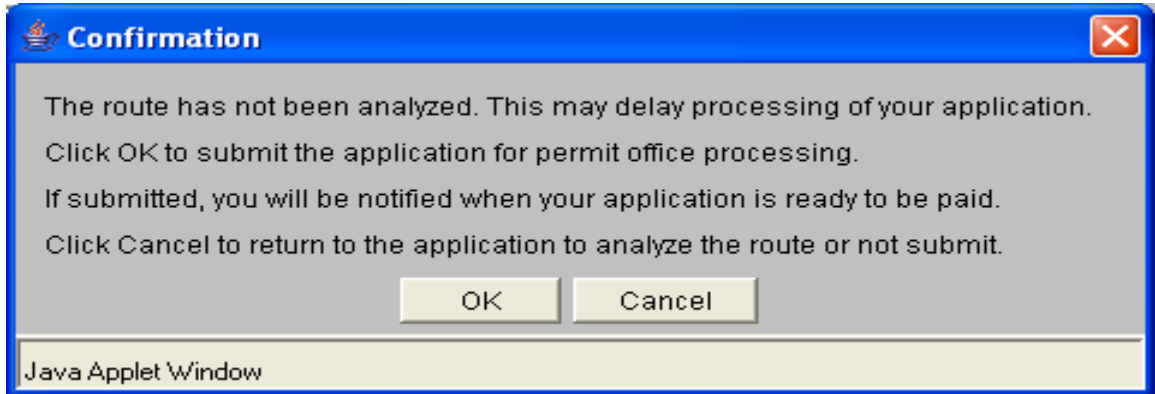 Confirmation
The route has not been analyzed. This may delay processing of your application.
Click OK to submit the application for permit office processing.
If submitted, you will be notified when your application is ready to be paid.
Click Cancel to return to the application to analyze the route or not submit.
OK Cancel
Java Applet Window